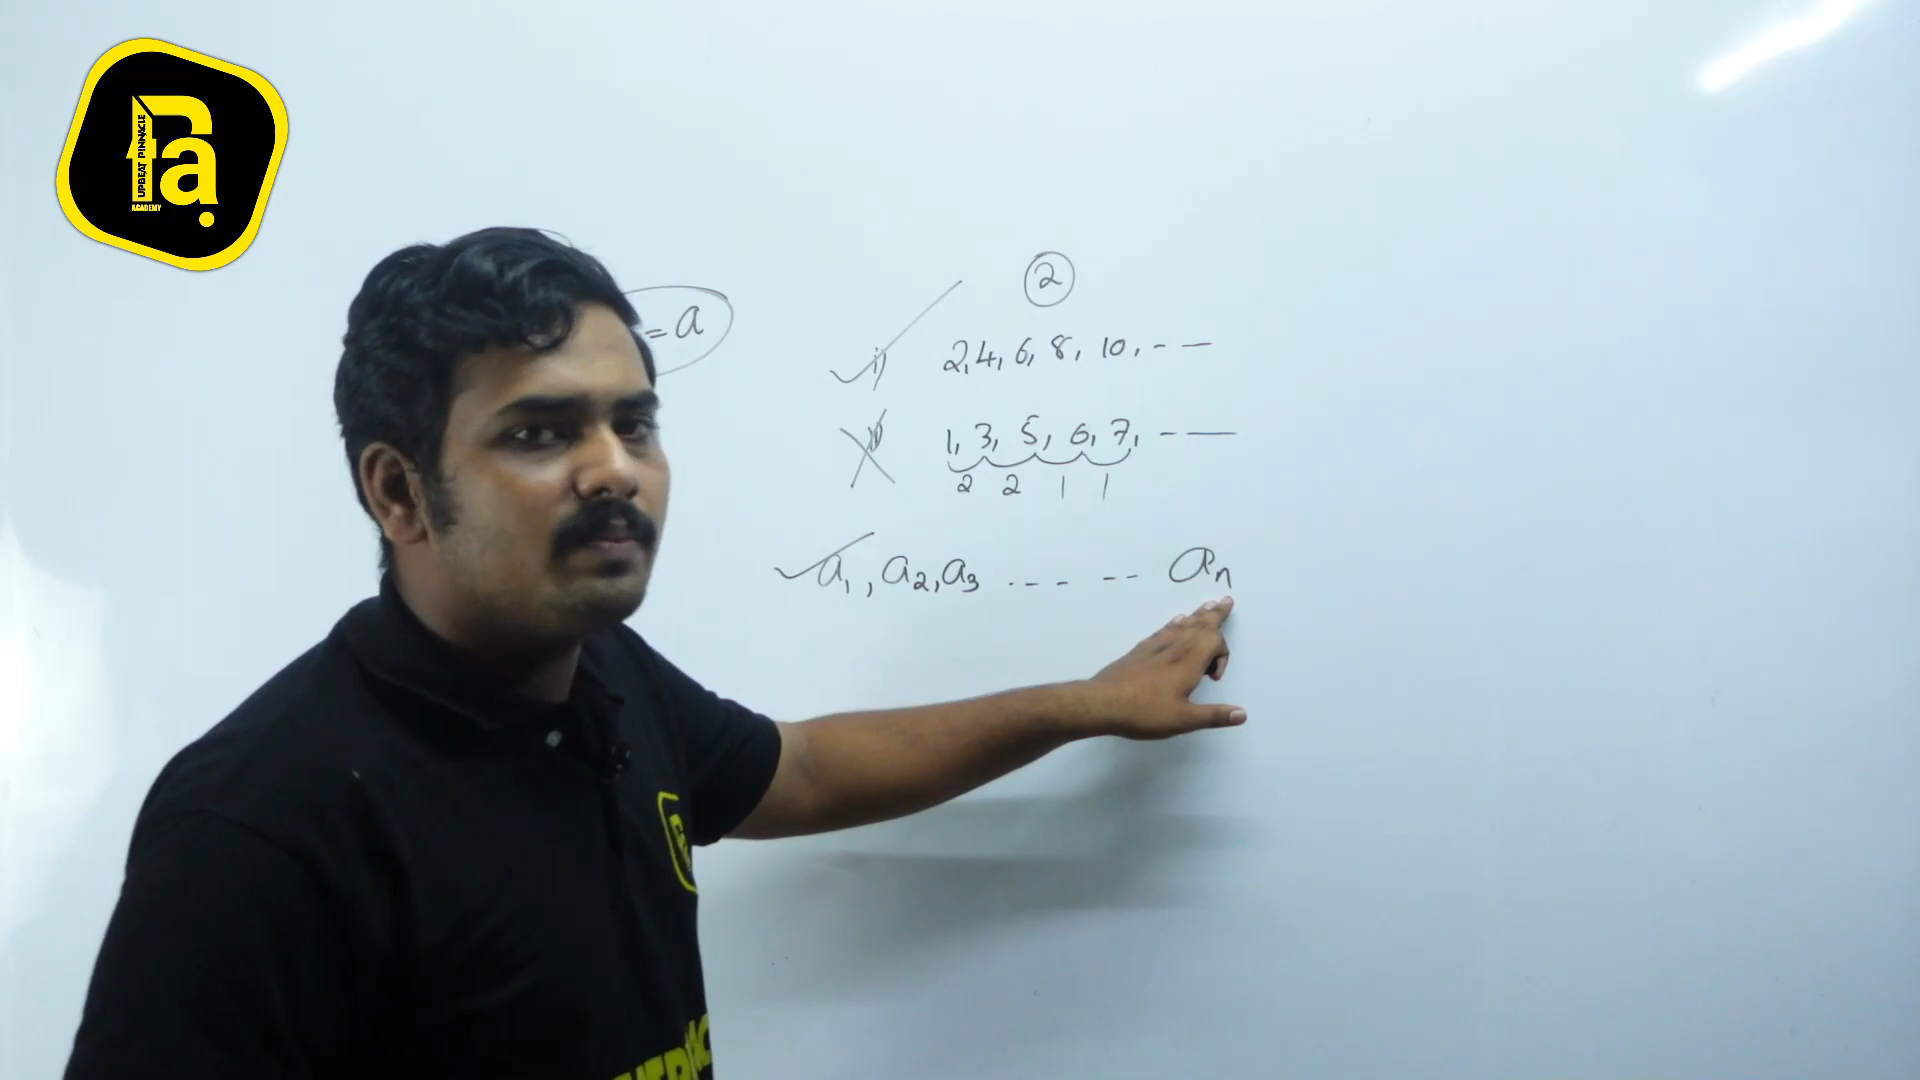 UPBEAT PINNACLE
Pa
ACADEMY
= a
2
i) 2, 4, 6, 8, 10, - —
ii) 1, 3, 5, 6, 7, - —
2 2 1 1
a₁, a₂, a₃ .--- -- aₙ